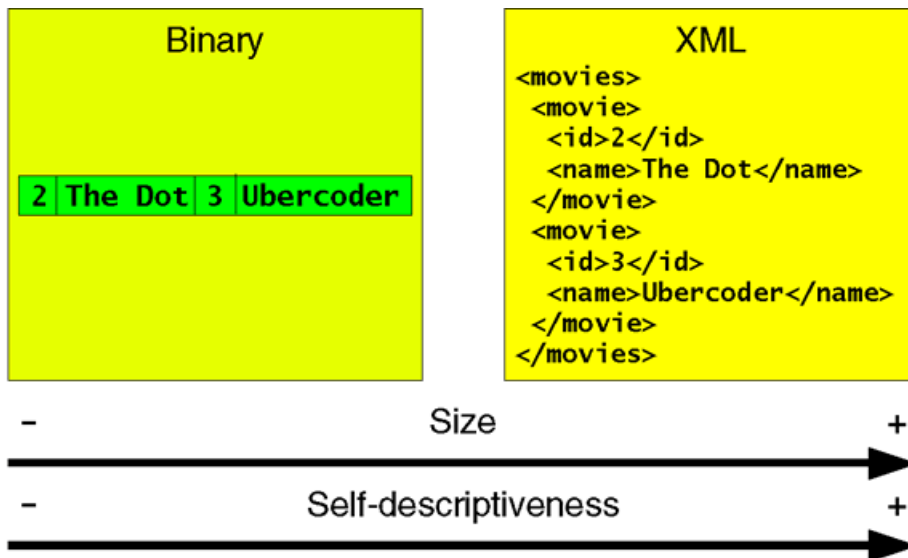 Binary
2 The Dot 3 Ubercoder
XML
<movies>
<movie>
<id>2</id>
<name>The Dot</name>
</movie>
<movie>
<id>3</id>
<name>Ubercoder</name>
</movie>
</movies>
- Size +
- Self-descriptiveness +